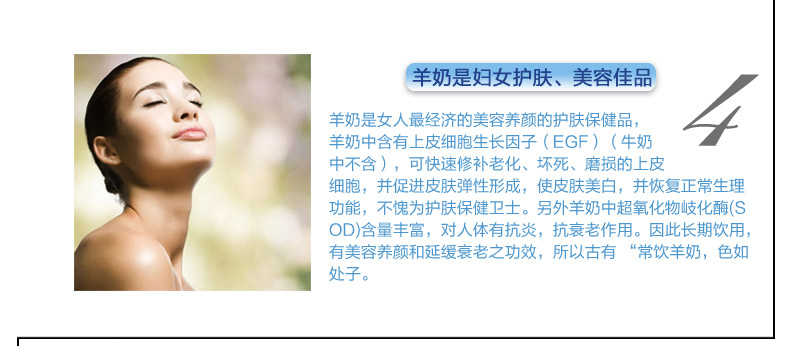 羊奶是妇女护肤、美容佳品
4
羊奶是女人最经济的美容养颜的护肤保健品，
羊奶中含有上皮细胞生长因子（EGF）（牛奶
中不含），可快速修补老化、坏死、磨损的上皮
细胞，并促进皮肤弹性形成，使皮肤美白，并恢复正常生理
功能，不愧为护肤保健卫士。另外羊奶中超氧化物岐化酶(S
OD)含量丰富，对人体有抗炎，抗衰老作用。因此长期饮用，
有美容养颜和延缓衰老之功效，所以古有 “常饮羊奶，色如
处子。